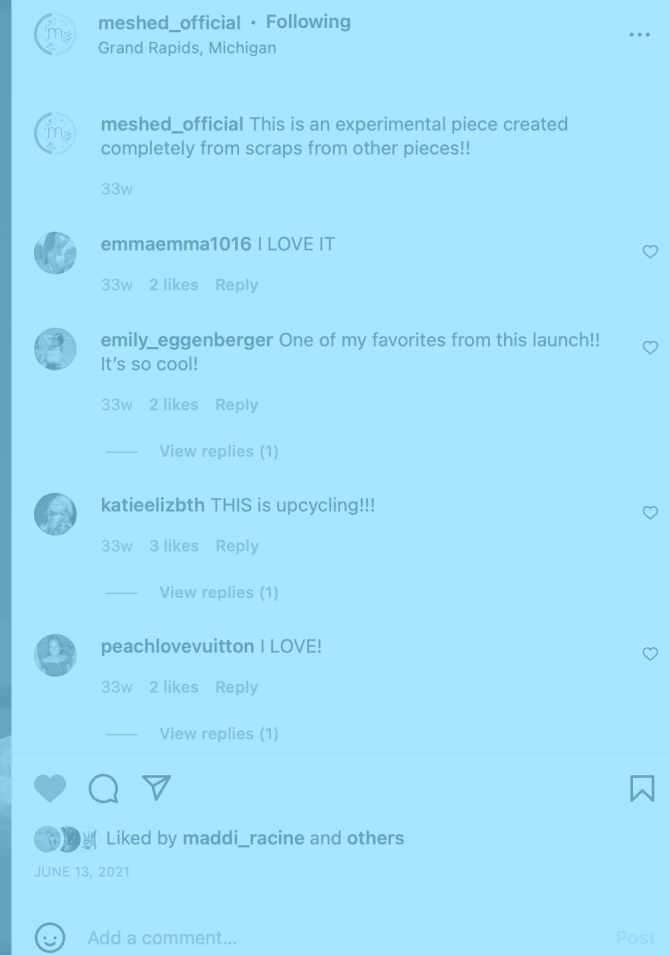 meshed_official • Following
Grand Rapids, Michigan
meshed_official This is an experimental piece created
completely from scraps from other pieces!!
33w
emmaemma1016 I LOVE IT
33w 2 likes Reply
emily_eggenberger One of my favorites from this launch!!
It's so cool!
33w 2 likes Reply
View replies (1)
katieelizbth THIS is upcycling!!!
33w 3 likes Reply
View replies (1)
peachlovevuitton I LOVE!
33w 2 likes Reply
View replies (1)
Liked by maddi_racine and others
JUNE 13, 2021
Add a comment... Post